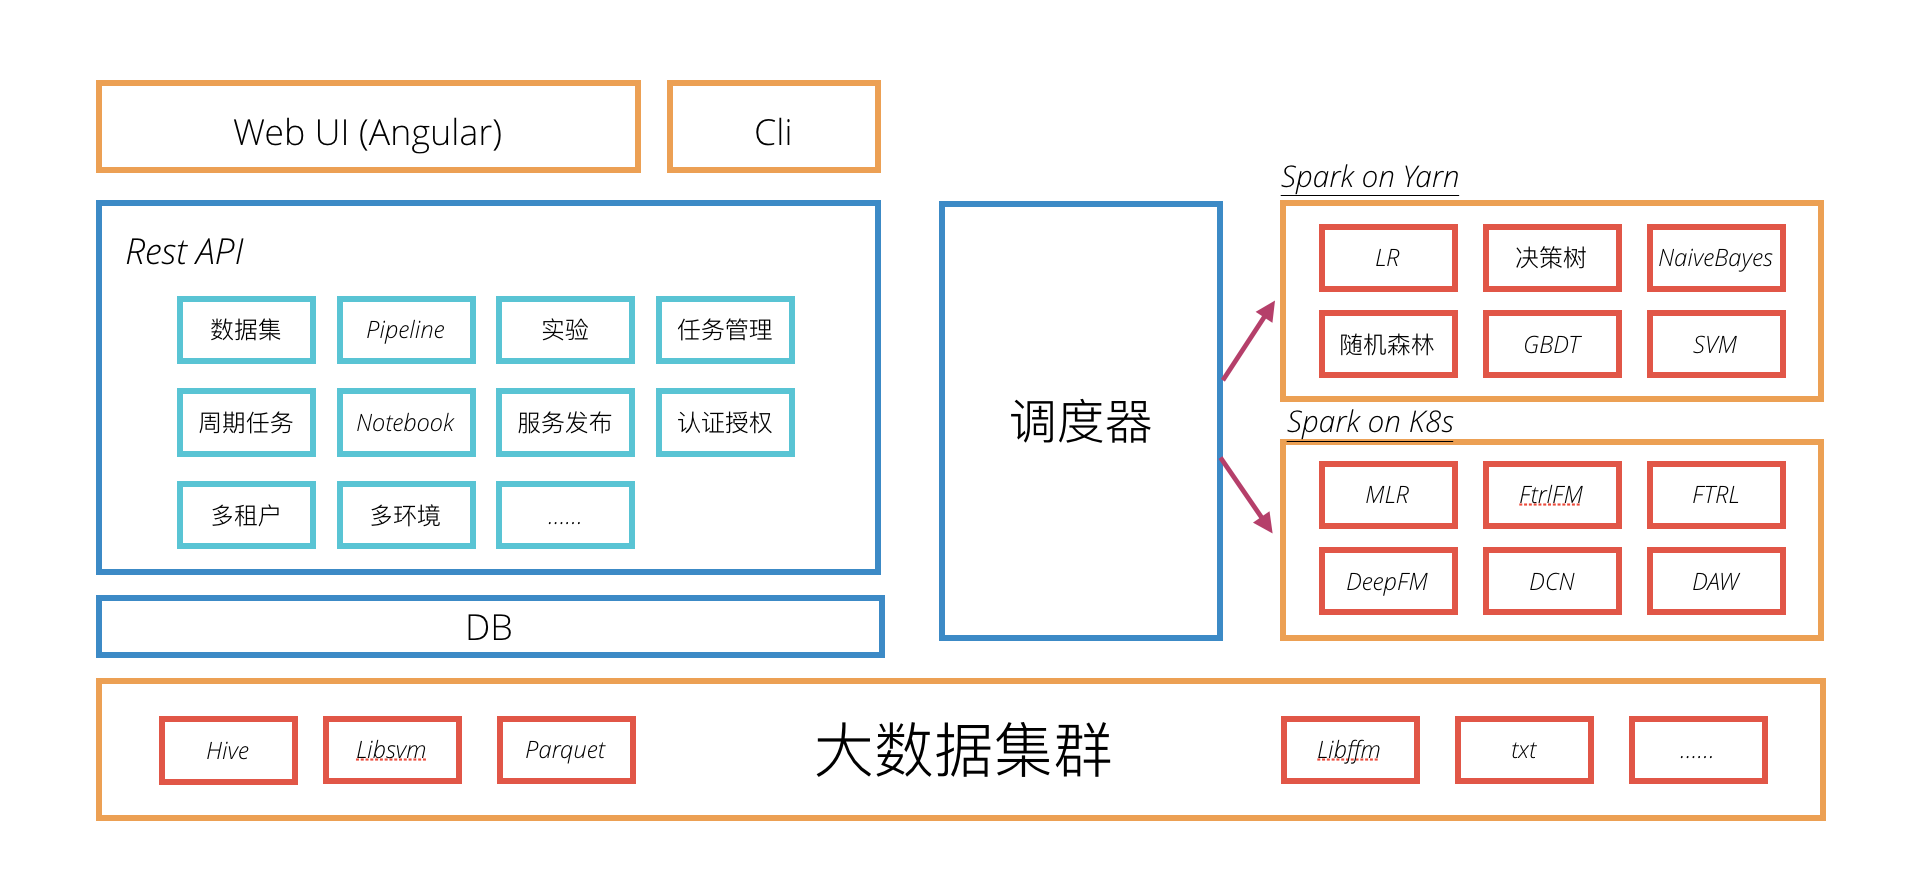 Web UI (Angular)
Cli
Rest API
数据集
Pipeline
实验
任务管理
周期任务
Notebook
服务发布
认证授权
多租户
多环境
......
DB
调度器
Spark on Yarn
LR
决策树
NaiveBayes
随机森林
GBDT
SVM
Spark on K8s
MLR
FtrlFM
FTRL
DeepFM
DCN
DAW
Hive
Libsvm
Parquet
大数据集群
Libffm
txt
......